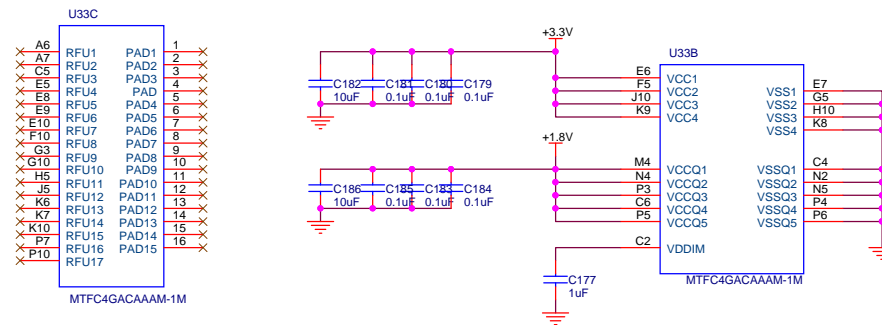 U33C
A6 RFU1 PAD1 1
A7 RFU2 PAD2 2
C5 RFU3 PAD3 3
E5 RFU4 PAD 4
E8 RFU5 PAD4 5
E9 RFU6 PAD5 6
E10 RFU7 PAD6 7
F10 RFU8 PAD7 8
G3 RFU9 PAD8 9
G10 RFU10 PAD9 10
H5 RFU11 PAD10 11
J5 RFU12 PAD11 12
K6 RFU13 PAD12 13
K7 RFU14 PAD13 14
K10 RFU15 PAD14 15
P7 RFU16 PAD15 16
P10 RFU17
MTFC4GACAAAM-1M
+3.3V
C182 C181 C179
10uF 0.1uF 0.1uF 0.1uF
+1.8V
C186 C185 C183 C184
10uF 0.1uF 0.1uF 0.1uF
C177
1uF
U33B
E6 VCC1
F5 VCC2 VSS1 E7
J10 VCC3 VSS2 G5
K9 VCC4 VSS3 H10
VSS4 K8
M4 VCCQ1 VSSQ1 C4
N4 VCCQ2 VSSQ2 N2
P3 VCCQ3 VSSQ3 N5
C6 VCCQ4 VSSQ4 P4
P5 VCCQ5 VSSQ5 P6
C2 VDDIM
MTFC4GACAAAM-1M